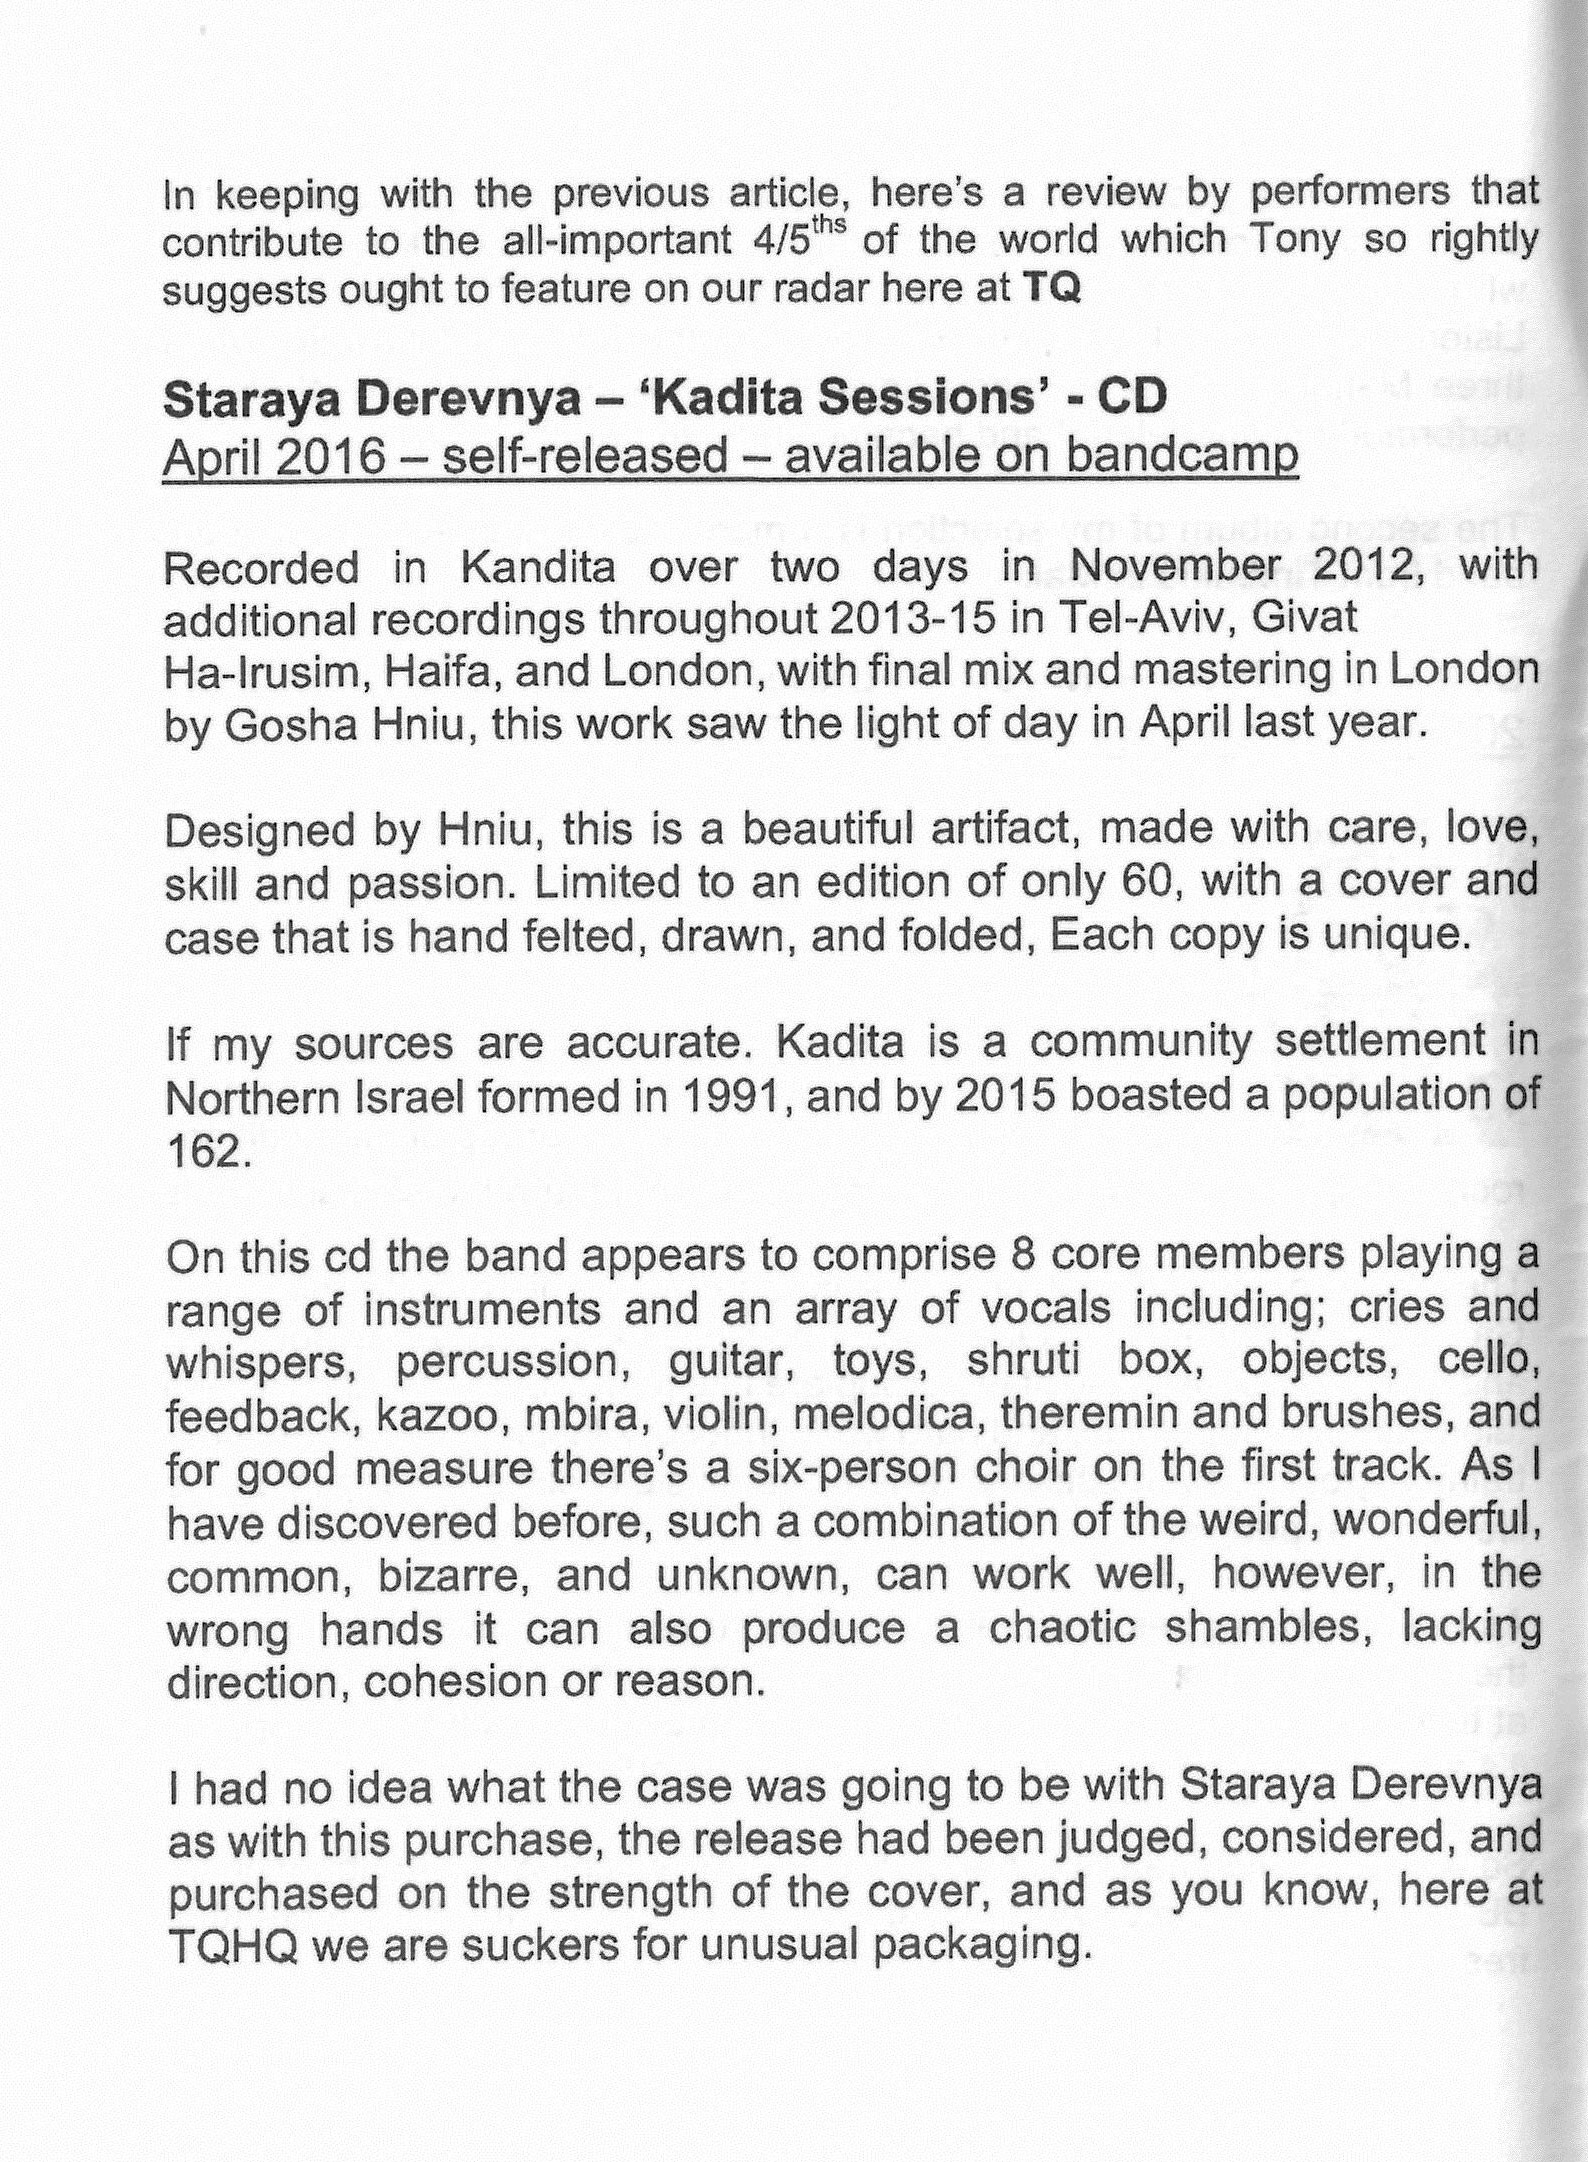 In keeping with the previous article, here's a review by performers that
contribute to the all-important 4/5ths of the world which Tony so rightly
suggests ought to feature on our radar here at TQ
Staraya Derevnya – ‘Kadita Sessions’ - CD
April 2016 – self-released – available on bandcamp
Recorded in Kandita over two days in November 2012, with
additional recordings throughout 2013-15 in Tel-Aviv, Givat
Ha-Irusim, Haifa, and London, with final mix and mastering in London
by Gosha Hniu, this work saw the light of day in April last year.
Designed by Hniu, this is a beautiful artifact, made with care, love,
skill and passion. Limited to an edition of only 60, with a cover and
case that is hand felted, drawn, and folded, Each copy is unique.
If my sources are accurate. Kadita is a community settlement in
Northern Israel formed in 1991, and by 2015 boasted a population of
162.
On this cd the band appears to comprise 8 core members playing a
range of instruments and an array of vocals including; cries and
whispers, percussion, guitar, toys, shruti box, objects, cello,
feedback, kazoo, mbira, violin, melodica, theremin and brushes, and
for good measure there's a six-person choir on the first track. As I
have discovered before, such a combination of the weird, wonderful,
common, bizarre, and unknown, can work well, however, in the
wrong hands it can also produce a chaotic shambles, lacking
direction, cohesion or reason.
I had no idea what the case was going to be with Staraya Derevnya
as with this purchase, the release had been judged, considered, and
purchased on the strength of the cover, and as you know, here at
TQHQ we are suckers for unusual packaging.